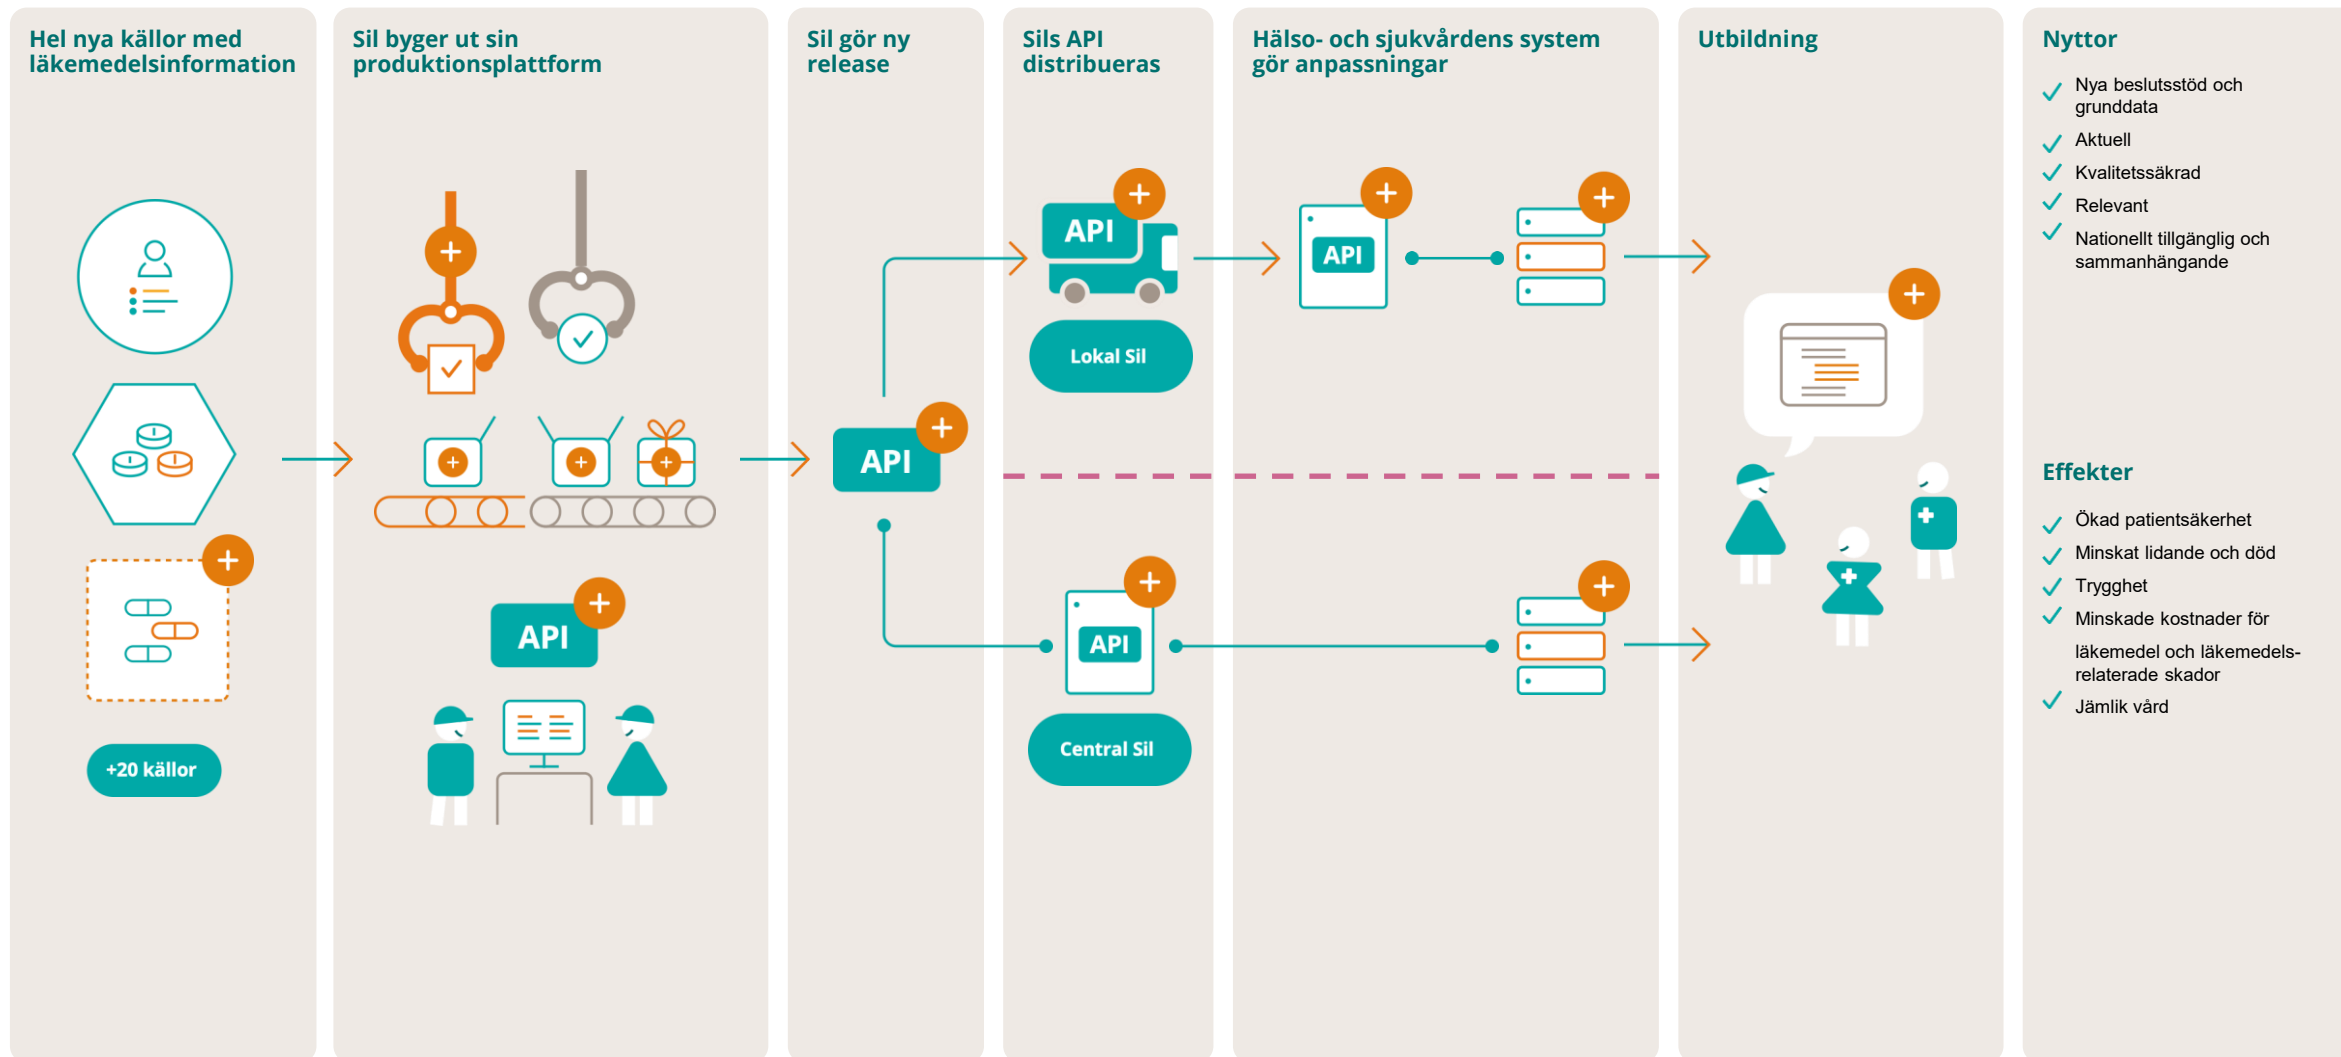 Hel nya källor med
läkemedelsinformation
+20 källor
Sil byger ut sin
produktionsplattform
API
Sil gör ny
release
API
Sils API
distribueras
API
Lokal Sil
API
Central Sil
Hälso- och sjukvårdens system
gör anpassningar
API
Utbildning
Nyttor
Nya beslutsstöd och
grunddata
Aktuell
Kvalitetssäkrad
Relevant
Nationellt tillgänglig och
sammanhängande
Effekter
Ökad patientsäkerhet
Minskat lidande och död
Trygghet
Minskade kostnader för
läkemedel och läkemedels-
relaterade skador
Jämlik vård